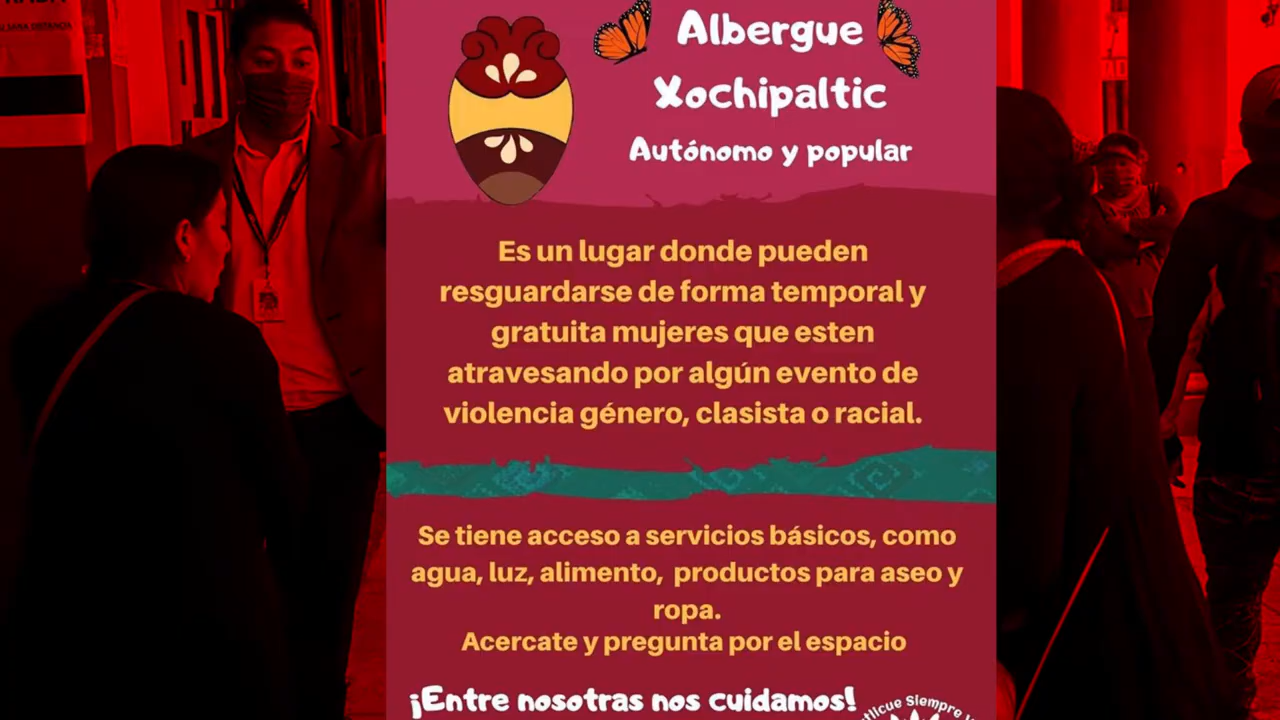 Albergue
Xochipaltic
Autónomo y popular
Es un lugar donde pueden
resguardarse de forma temporal y
gratuita mujeres que esten
atravesando por algún evento de
violencia género, clasista o racial.
Se tiene acceso a servicios básicos, como
agua, luz, alimento, productos para aseo y
ropa.
Acercate y pregunta por el espacio
¡Entre nosotras nos cuidamos!
Siempre